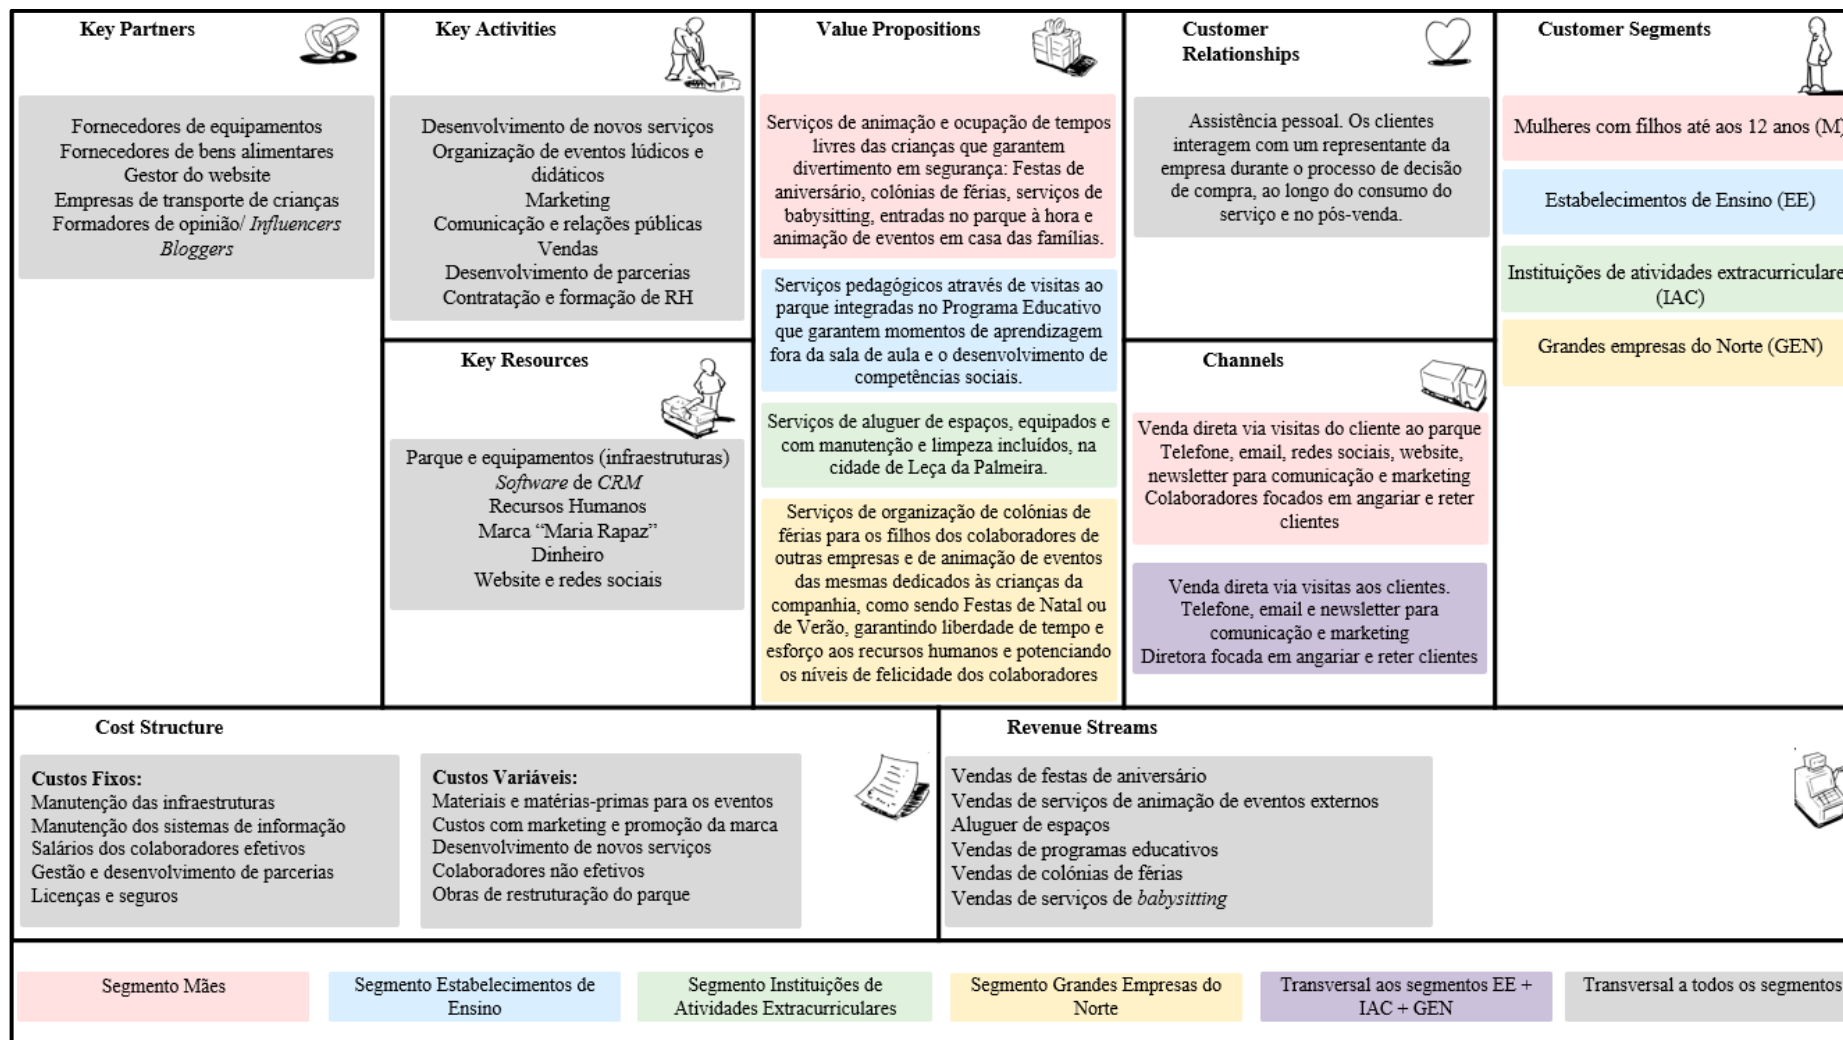 Key Partners
Fornecedores de equipamentos
Fornecedores de bens alimentares
Gestor do website
Empresas de transporte de crianças
Formadores de opinião/ Influencers
Bloggers
Key Activities
Desenvolvimento de novos serviços
Organização de eventos lúdicos e
didáticos
Marketing
Comunicação e relações públicas
Vendas
Desenvolvimento de parcerias
Contratação e formação de RH
Key Resources
Parque e equipamentos (infraestruturas)
Software de CRM
Recursos Humanos
Marca “Maria Rapaz”
Dinheiro
Website e redes sociais
Value Propositions
Serviços de animação e ocupação de tempos
livres das crianças que garantem
divertimento em segurança: Festas de
aniversário, colónias de férias, serviços de
babysitting, entradas no parque à hora e
animação de eventos em casa das famílias.
Serviços pedagógicos através de visitas ao
parque integradas no Programa Educativo
que garantem momentos de aprendizagem
fora da sala de aula e o desenvolvimento de
competências sociais.
Serviços de aluguer de espaços, equipados e
com manutenção e limpeza incluídos, na
cidade de Leça da Palmeira.
Serviços de organização de colónias de
férias para os filhos dos colaboradores de
outras empresas e de animação de eventos
das mesmas dedicados às crianças da
companhia, como sendo Festas de Natal ou
de Verão, garantindo liberdade de tempo e
esforço aos recursos humanos e potenciando
os níveis de felicidade dos colaboradores
Customer
Relationships
Assistência pessoal. Os clientes
interagem com um representante da
empresa durante o processo de decisão
de compra, ao longo do consumo do
serviço e no pós-venda.
Channels
Venda direta via visitas do cliente ao parque
Telefone, email, redes sociais, website,
newsletter para comunicação e marketing
Colaboradores focados em angariar e reter
clientes
Venda direta via visitas aos clientes.
Telefone, email e newsletter para
comunicação e marketing
Diretora focada em angariar e reter clientes
Customer Segments
Mulheres com filhos até aos 12 anos (M)
Estabelecimentos de Ensino (EE)
Instituições de atividades extracurriculare
(IAC)
Grandes empresas do Norte (GEN)
Cost Structure
Custos Fixos:
Manutenção das infraestruturas
Manutenção dos sistemas de informação
Salários dos colaboradores efetivos
Gestão e desenvolvimento de parcerias
Licenças e seguros
Custos Variáveis:
Materiais e matérias-primas para os eventos
Custos com marketing e promoção da marca
Desenvolvimento de novos serviços
Colaboradores não efetivos
Obras de restruturação do parque
Revenue Streams
Vendas de festas de aniversário
Vendas de serviços de animação de eventos externos
Aluguer de espaços
Vendas de programas educativos
Vendas de colónias de férias
Vendas de serviços de babysitting
Segmento Mães
Segmento Estabelecimentos de
Ensino
Segmento Instituições de
Atividades Extracurriculares
Segmento Grandes Empresas do
Norte
Transversal aos segmentos EE +
IAC + GEN
Transversal a todos os segmentos